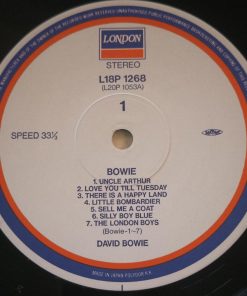 LONDON
STEREO
L18P 1268
(L20P 1053A)
1
SPEED 33⅓
BOWIE
1. UNCLE ARTHUR
2. LOVE YOU TILL TUESDAY
3. THERE IS A HAPPY LAND
4. LITTLE BOMBARDIER
5. SELL ME A COAT
6. SILLY BOY BLUE
7. THE LONDON BOYS
(Bowie-1~7)
DAVID BOWIE
MADE IN JAPAN POLYDOR K.K.